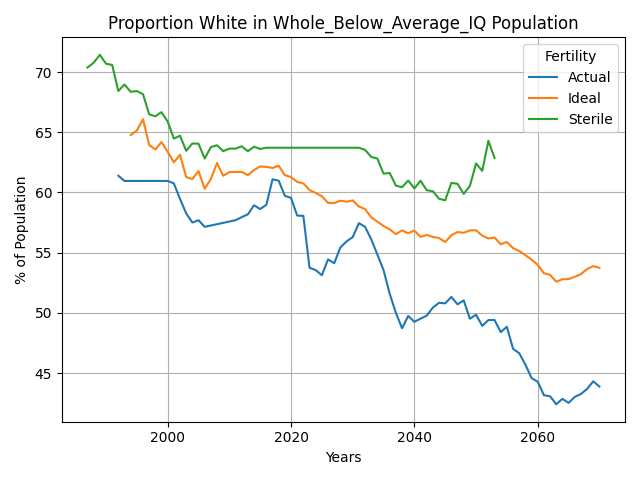 Proportion White in Whole_Below_Average_IQ Population
% of Population
70
65
60
55
50
45
Fertility
Actual
Ideal
Sterile
2000
2020
2040
2060
Years